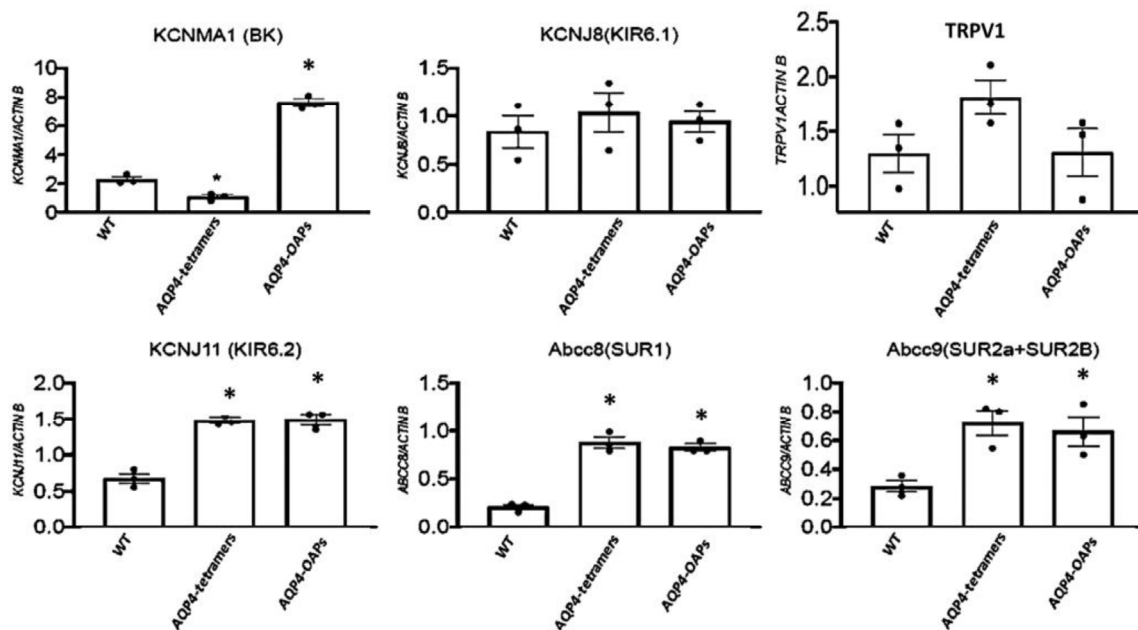 KCNMA1 (BK)
KCNMA1/ACTIN B
10
8
6
4
2
0
*
*
WT
AQP4-tetramers
AQP4-OAPs
KCNJ8(KIR6.1)
KCNJ8/ACTIN B
1.5
1.0
0.5
0.0
WT
AQP4-tetramers
AQP4-OAPs
TRPV1
TRPV1ACTIN B
2.5
2.0
1.5
1.0
WT
AQP4-tetramers
AQP4-OAPs
KCNJ11 (KIR6.2)
KCNJ11/ACTIN B
2.0
1.5
1.0
0.5
0.0
*
*
WT
AQP4-tetramers
AQP4-OAPs
Abcc8(SUR1)
ABCC8/ACTIN B
1.5
1.0
0.5
0.0
*
*
WT
AQP4-tetramers
AQP4-OAPs
Abcc9(SUR2a+SUR2B)
ABCC9/ACTIN B
1.0
0.8
0.6
0.4
0.2
0.0
*
*
WT
AQP4-tetramers
AQP4-OAPs